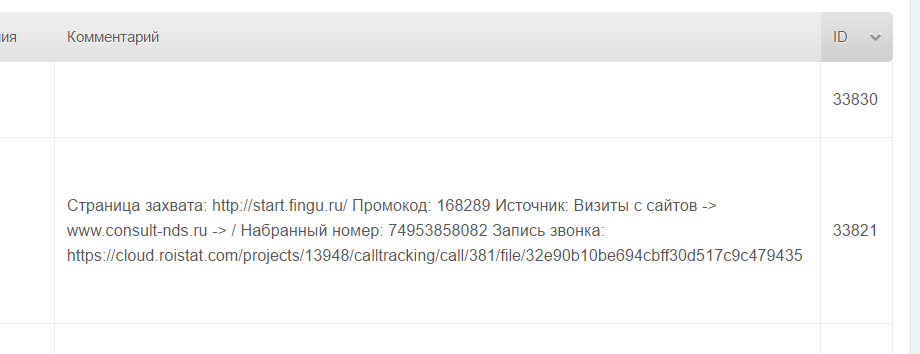 ия Комментарий ID
33830
Страница захвата: http://start.fingu.ru/ Промокод: 168289 Источник: Визиты с сайтов ->
www.consult-nds.ru -> / Набранный номер: 74953858082 Запись звонка:
https://cloud.roistat.com/projects/13948/calltracking/call/381/file/32e90b10be694cbff30d517c9c479435
33821